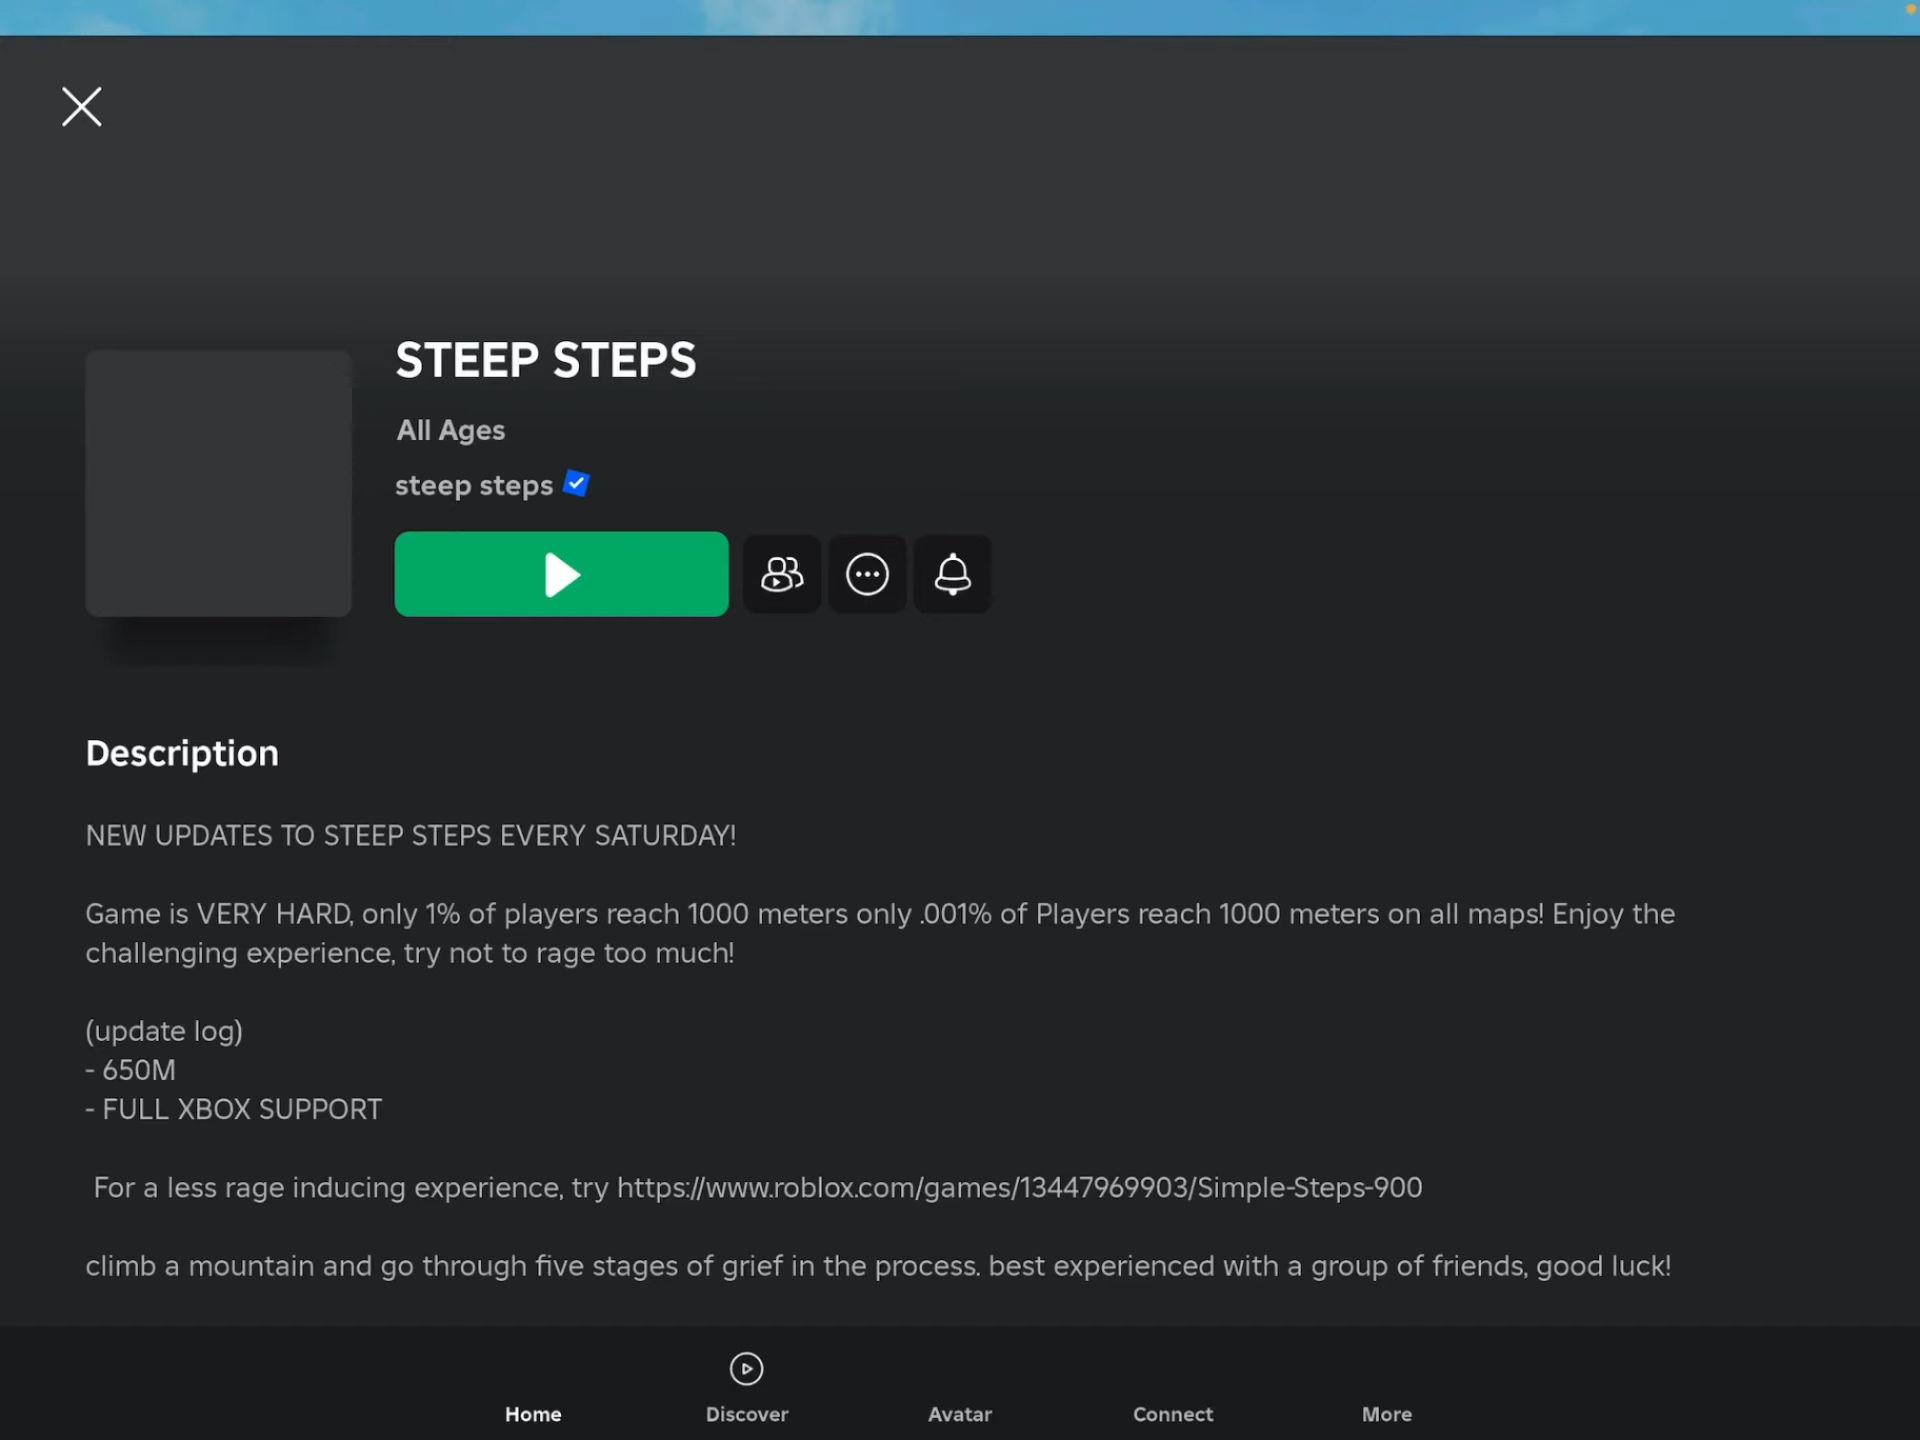 STEEP STEPS
All Ages
steep steps
Description
NEW UPDATES TO STEEP STEPS EVERY SATURDAY!
Game is VERY HARD, only 1% of players reach 1000 meters only .001% of Players reach 1000 meters on all maps! Enjoy the
challenging experience, try not to rage too much!
(update log)
- 650M
- FULL XBOX SUPPORT
For a less rage inducing experience, try https://www.roblox.com/games/13447969903/Simple-Steps-900
climb a mountain and go through five stages of grief in the process. best experienced with a group of friends, good luck!
Home Discover Avatar Connect More